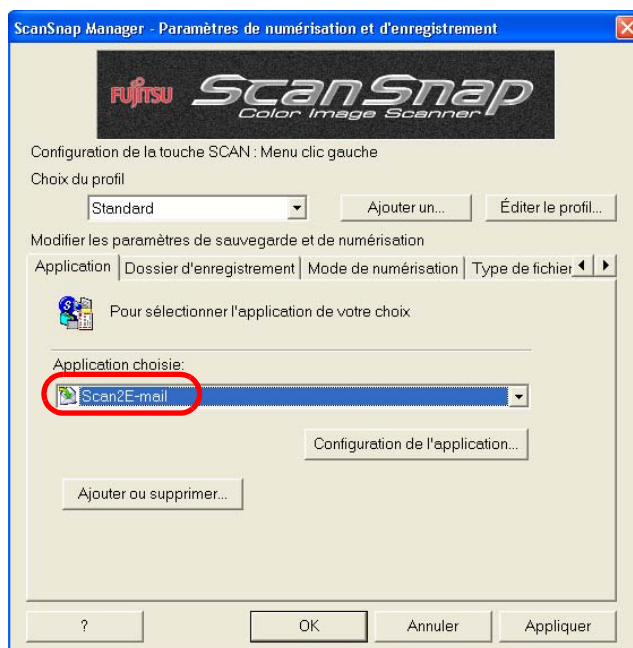 ScanSnap Manager - Paramètres de numérisation et d'enregistrement
FUJITSU ScanSnap
Color Image Scanner
Configuration de la touche SCAN : Menu clic gauche
Choix du profil
Standard Ajouter un... Éditer le profil...
Modifier les paramètres de sauvegarde et de numérisation
Application Dossier d'enregistrement Mode de numérisation Type de fichier
Pour sélectionner l'application de votre choix
Application choisie:
Scan2E-mail
Configuration de l'application...
Ajouter ou supprimer...
? OK Annuler Appliquer